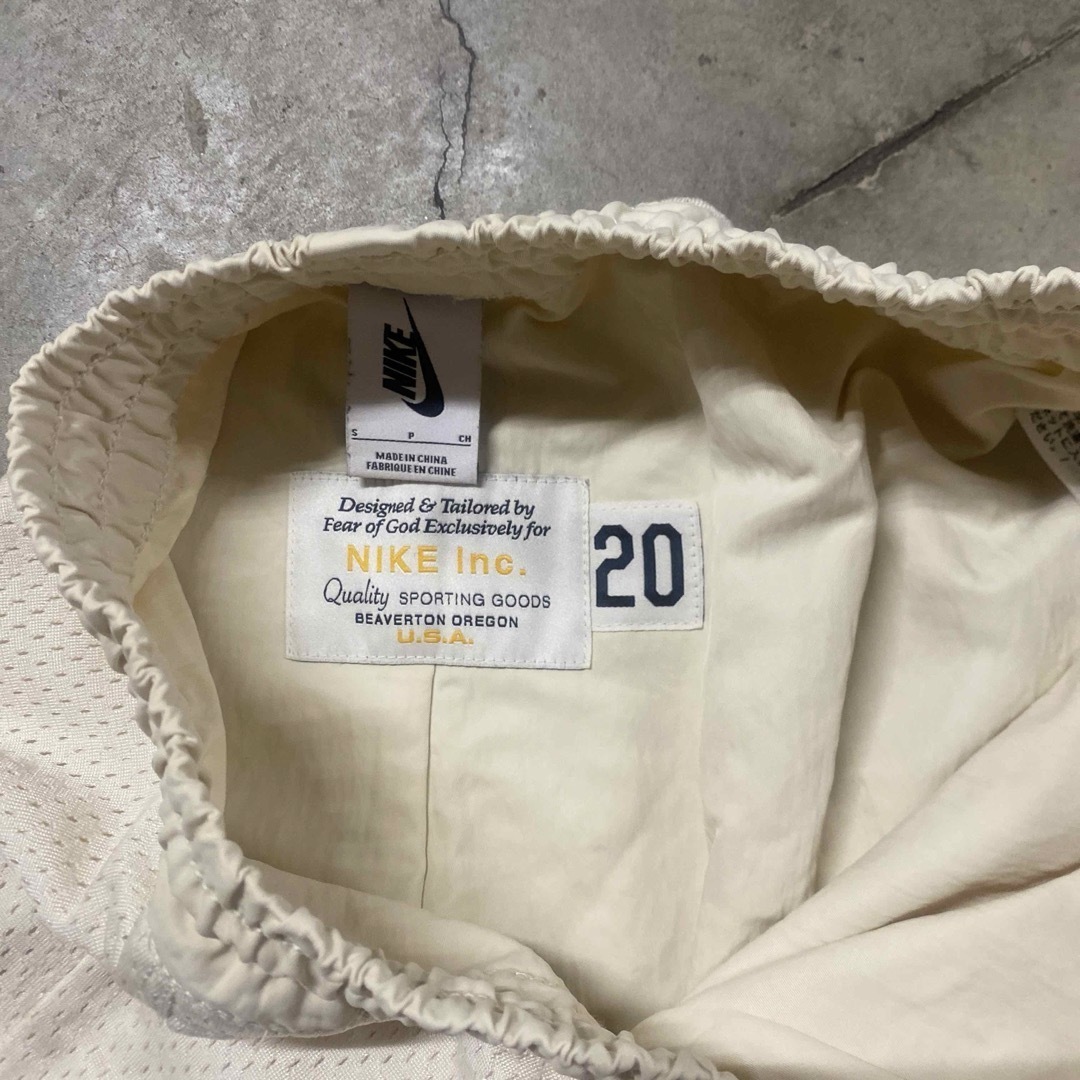 NIKE
S P CH
MADE IN CHINA
FABRIQUE EN CHINE
Designed & Tailored by
Fear of God Exclusively for
NIKE Inc.
Quality SPORTING GOODS
BEAVERTON OREGON
U.S.A.
20